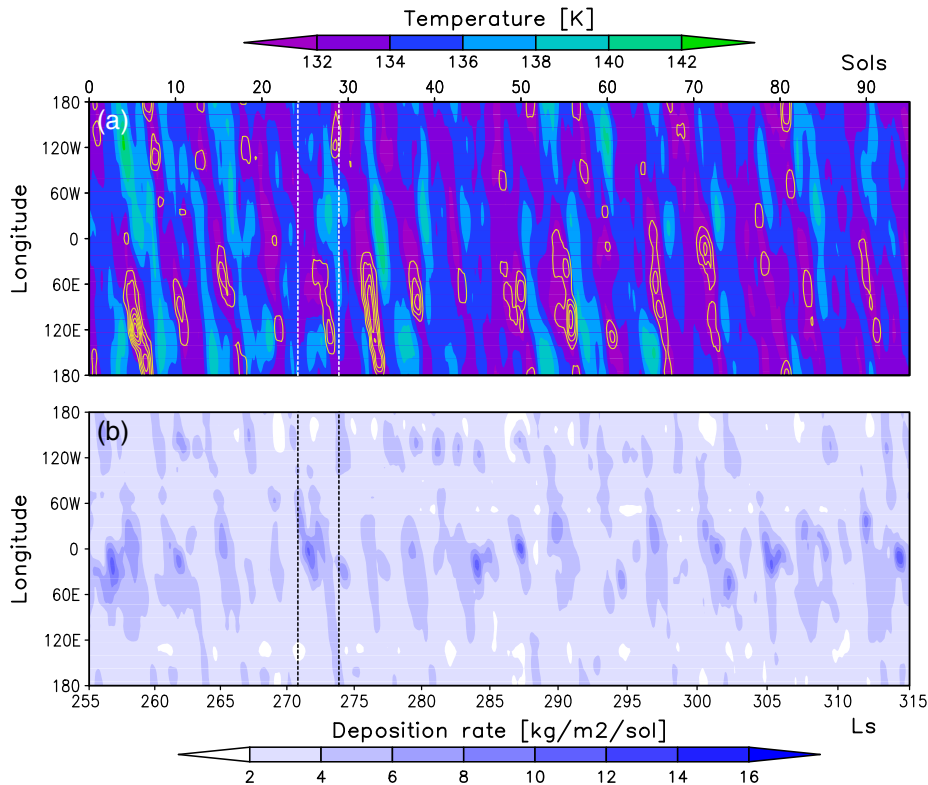 Temperature [K]
132 134 136 138 140 142
Sols
0 10 20 30 40 50 60 70 80 90
(a)
180
120W
60W
0
60E
120E
180
Longitude
(b)
180
120W
60W
0
60E
120E
180
Longitude
255 260 265 270 275 280 285 290 295 300 305 310 315
Ls
Deposition rate [kg/m2/sol]
2 4 6 8 10 12 14 16